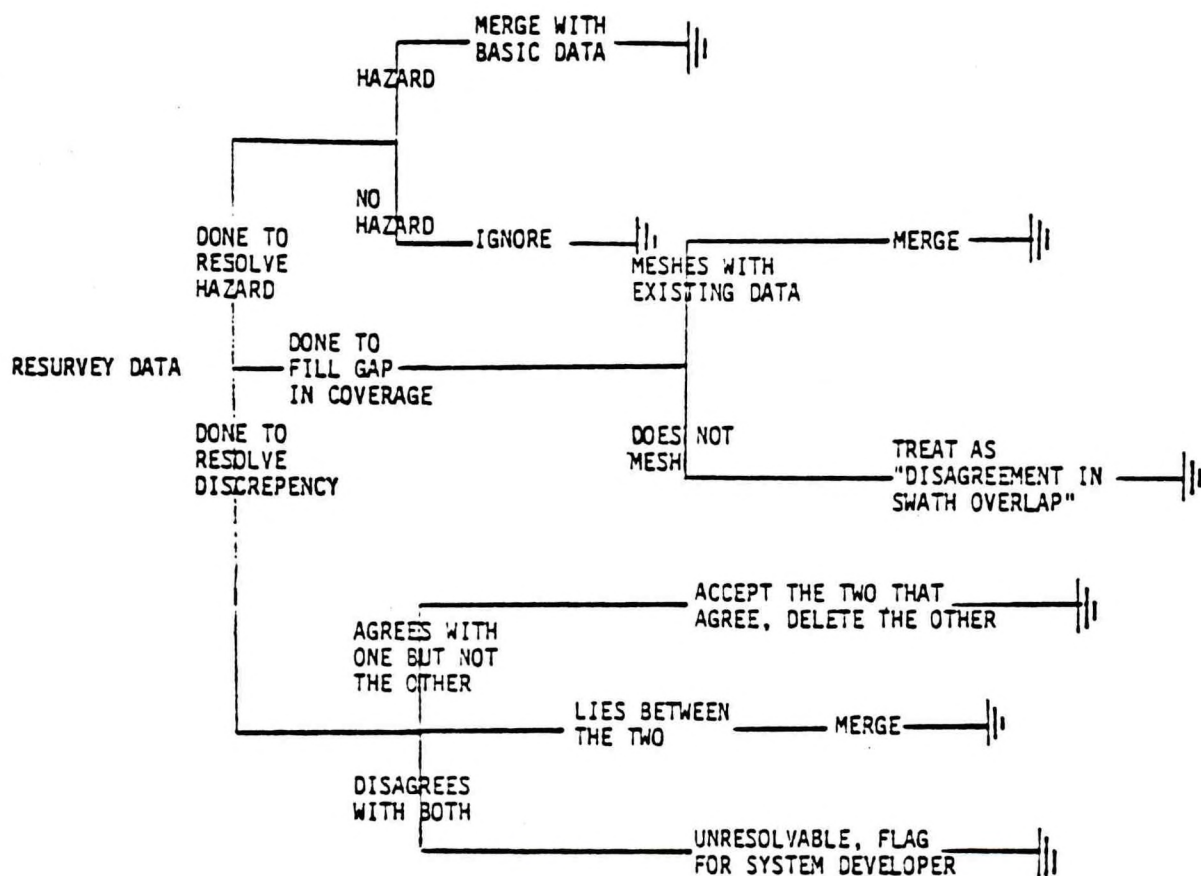 MERGE WITH
BASIC DATA
HAZARD
NO
HAZARD
IGNORE
DONE TO
RESOLVE
HAZARD
MESHES WITH
EXISTING DATA
MERGE
RESURVEY DATA
DONE TO
FILL GAP
IN COVERAGE
DONE TO
RESOLVE
DISCREPENCY
DOES NOT
MESH
TREAT AS
"DISAGREEMENT IN
SWATH OVERLAP"
ACCEPT THE TWO THAT
AGREE, DELETE THE OTHER
AGREES WITH
ONE BUT NOT
THE OTHER
LIES BETWEEN
THE TWO
MERGE
DISAGREES
WITH BOTH
UNRESOLVABLE, FLAG
FOR SYSTEM DEVELOPER